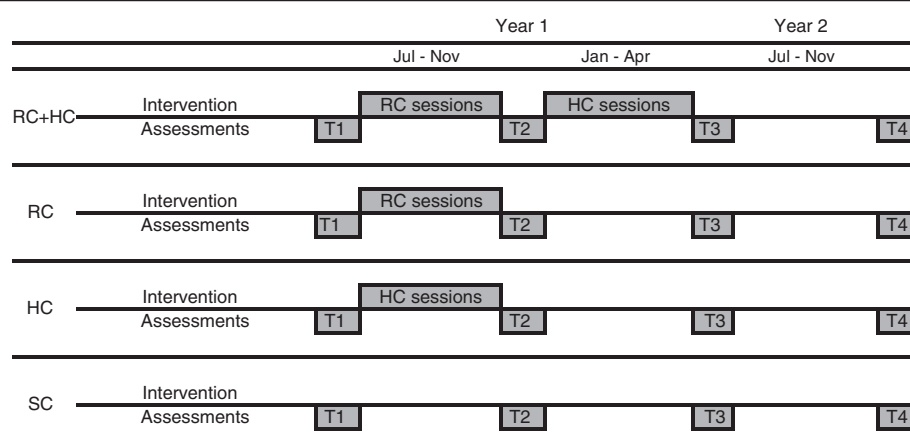 Year 1 Year 2
Jul - Nov Jan - Apr Jul - Nov
RC+HC Intervention RC sessions HC sessions
Assessments T1 T2 T3 T4
RC Intervention RC sessions
Assessments T1 T2 T3 T4
HC Intervention HC sessions
Assessments T1 T2 T3 T4
SC Intervention
Assessments T1 T2 T3 T4